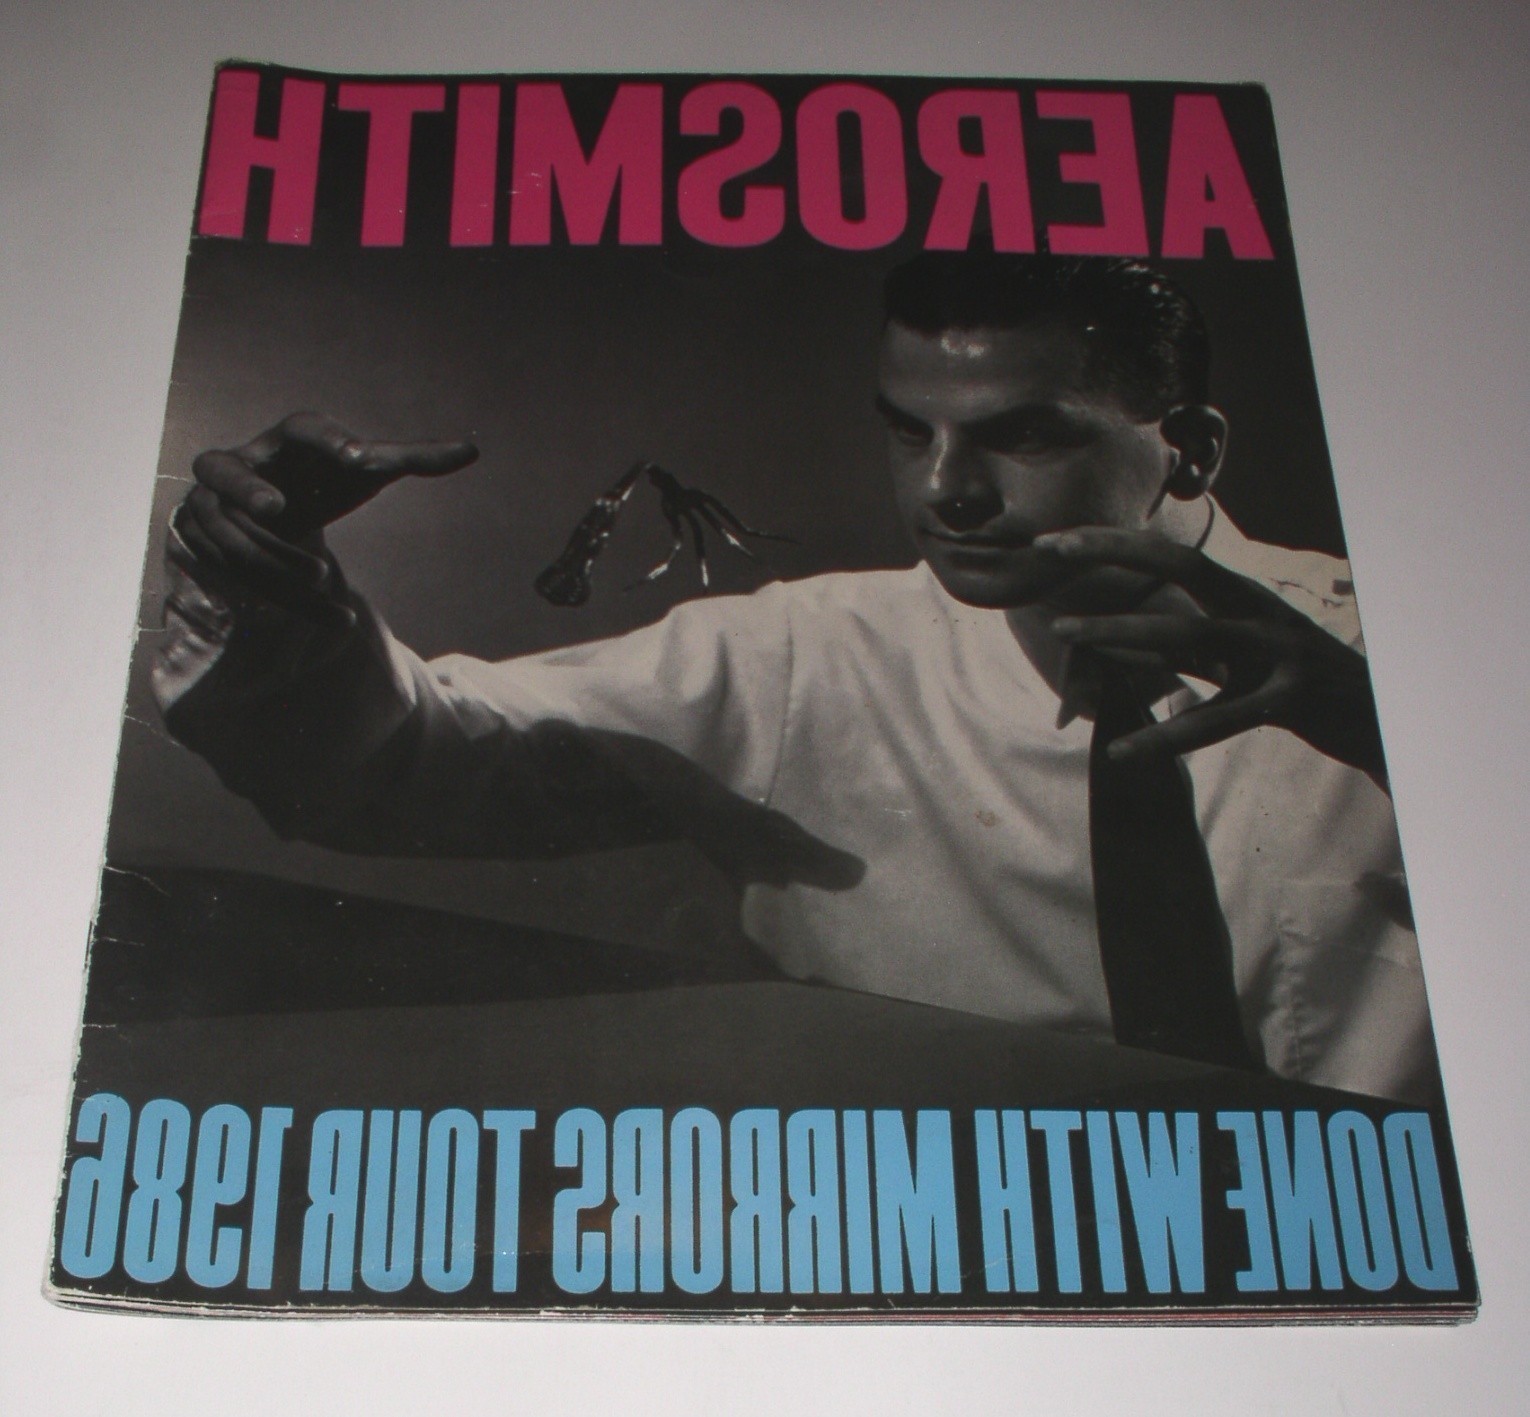 AEROSMITH
DONE WITH MIRRORS TOUR 1986